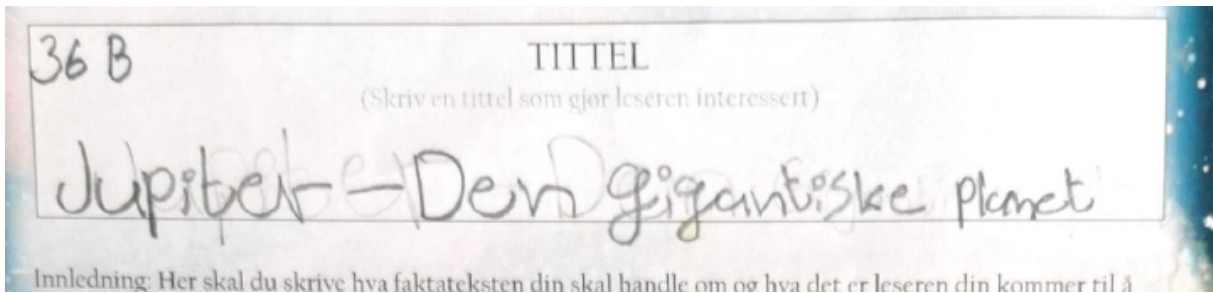 36 B
TITTEL
(Skriv en tittel som gjør leseren interessert)
Jupiter - Den gigantiske planet
Innledning: Her skal du skrive hva faktateksten din skal handle om og hva det er leseren din kommer til å